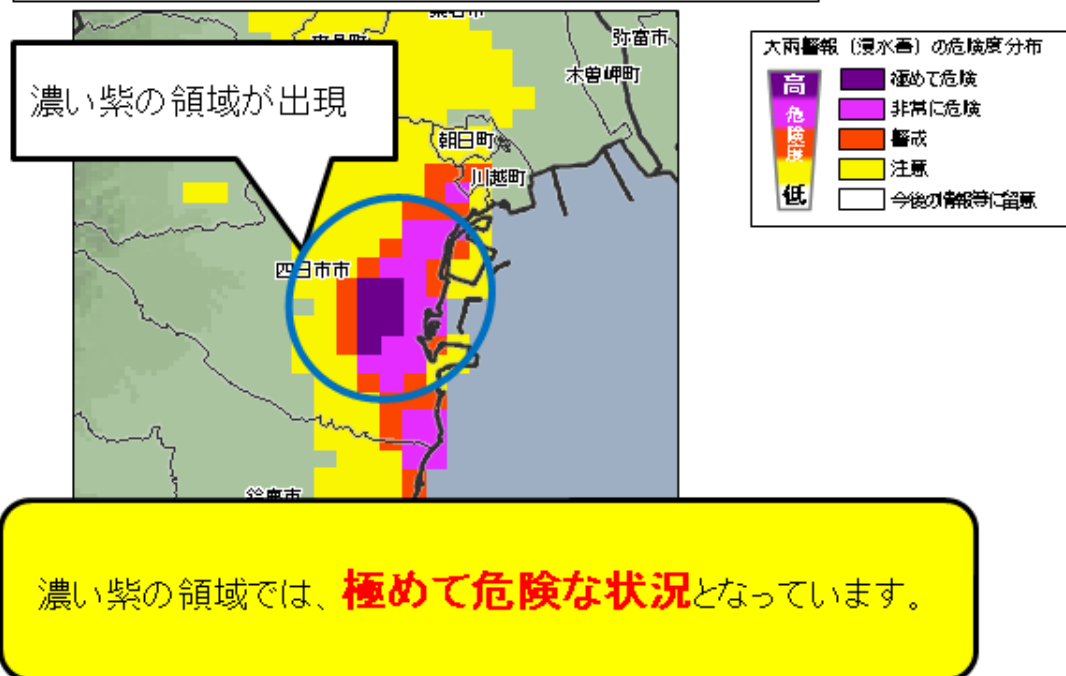 弥富市
木曽岬町
濃い紫の領域が出現
朝日町
川越町
四日市市
大雨警報（浸水害）の危険度分布
高
危険度
低
極めて危険
非常に危険
警戒
注意
今後の情報等に留意
濃い紫の領域では、極めて危険な状況となっています。